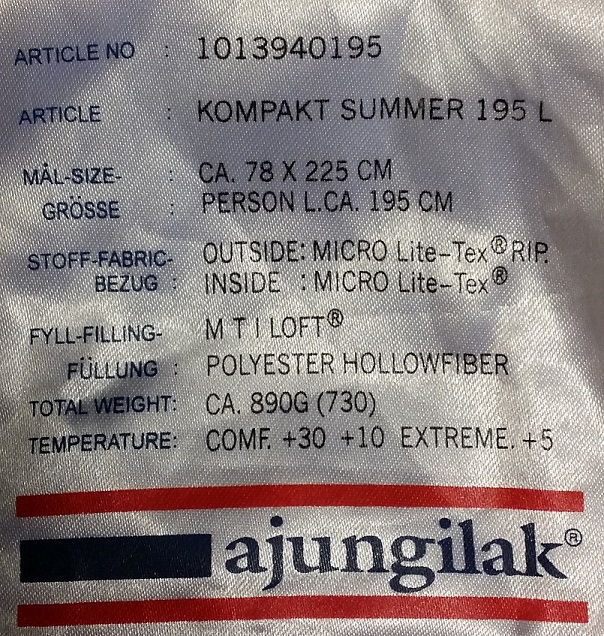 ARTICLE NO : 1013940195
ARTICLE : KOMPAKT SUMMER 195 L
MÅL-SIZE- : CA. 78 X 225 CM
GRÖSSE : PERSON L.CA. 195 CM
STOFF-FABRIC- OUTSIDE: MICRO Lite-Tex® RIP.
BEZUG : INSIDE : MICRO Lite-Tex®
FYLL-FILLING- M T I LOFT®
FÜLLUNG : POLYESTER HOLLOWFIBER
TOTAL WEIGHT: CA. 890G (730)
TEMPERATURE: COMF. +30 +10 EXTREME. +5
ajungilak®